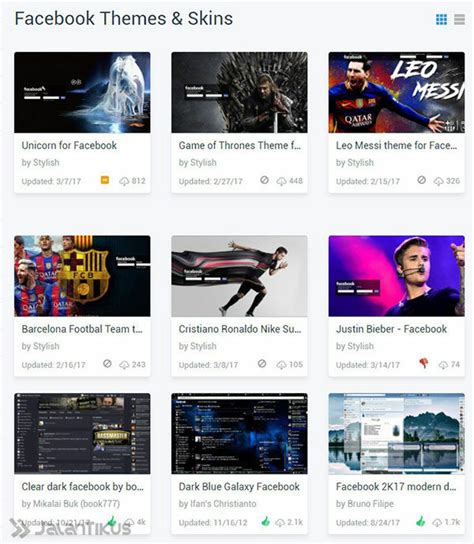 Facebook Themes & Skins
facebook
facebook
facebook
LEO
MESSI
Unicorn for Facebook
Game of Thrones Theme f...
Leo Messi theme for Face...
by Stylish
by Stylish
by Stylish
Updated: 3/7/17 812
Updated: 2/27/17 448
Updated: 2/15/17 326
FCB
facebook
Barcelona Footbal Team t...
Cristiano Ronaldo Nike Su...
Justin Bieber - Facebook
by Stylish
by Stylish
by Stylish
Updated: 2/16/17 243
Updated: 3/8/17 105
Updated: 3/14/17 74
BASSMASTER
Clear dark facebook by bo...
Dark Blue Galaxy Facebook
Facebook 2K17 modern d...
by Mikalai Buk (book777)
by Ifan's Christianto
by Bruno Filipe
Updated: 10/21/17 4k
Updated: 11/16/12 2.1k
Updated: 8/24/17 1.7k
JALANTIKUS